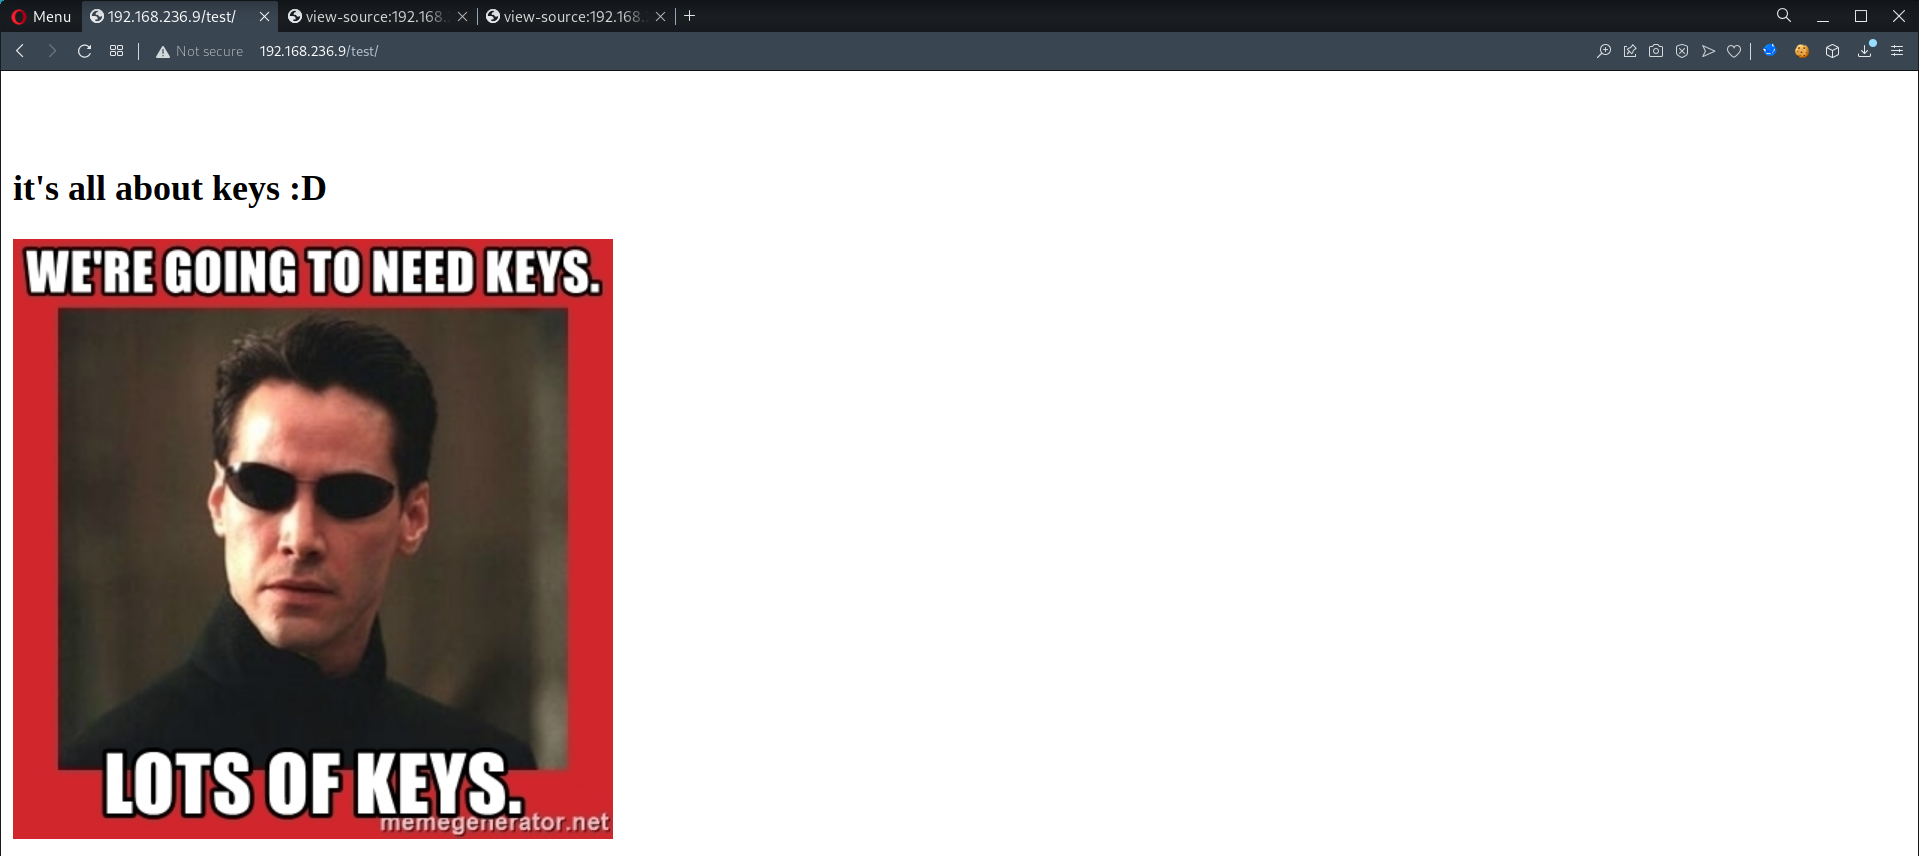 Menu
192.168.236.9/test/
view-source:192.168.
view-source:192.168.
Not secure
192.168.236.9/test/
it's all about keys :D
WE'RE GOING TO NEED KEYS.
LOTS OF KEYS.
memegenerator.net